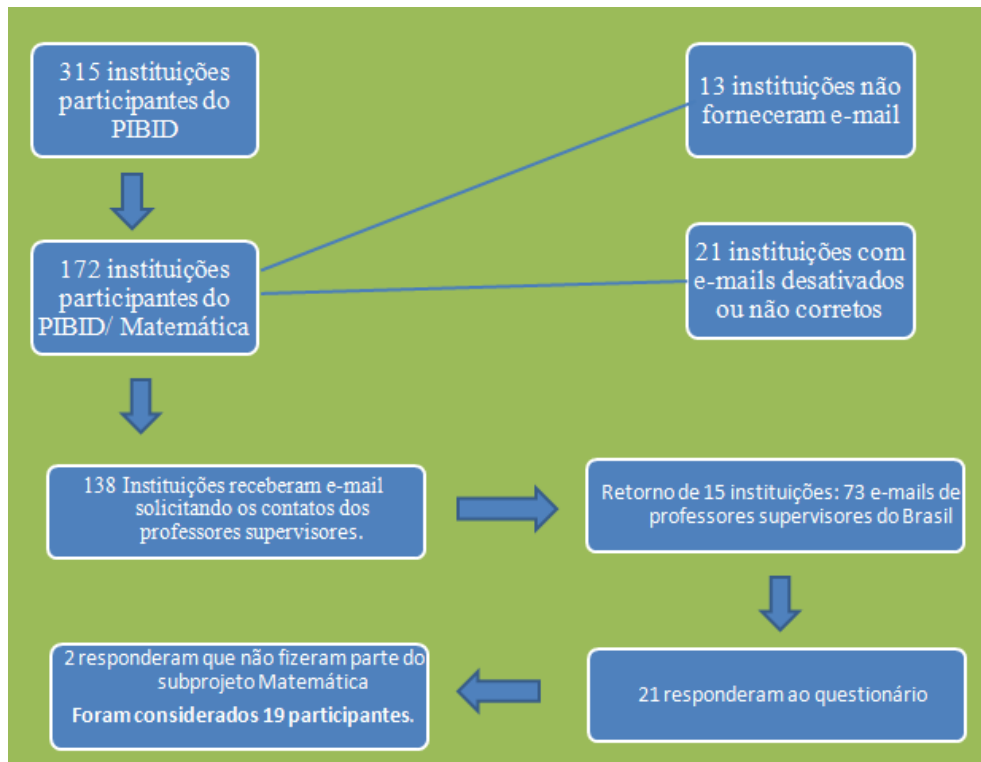 315 instituições
participantes do
PIBID
13 instituições não
forneceram e-mail
172 instituições
participantes do
PIBID/ Matemática
21 instituições com
e-mails desativados
ou não corretos
138 Instituições receberam e-mail
solicitando os contatos dos
professores supervisores.
Retorno de 15 instituições: 73 e-mails de
professores supervisores do Brasil
21 responderam ao questionário
2 responderam que não fizeram parte do
subprojeto Matemática
Foram considerados 19 participantes.